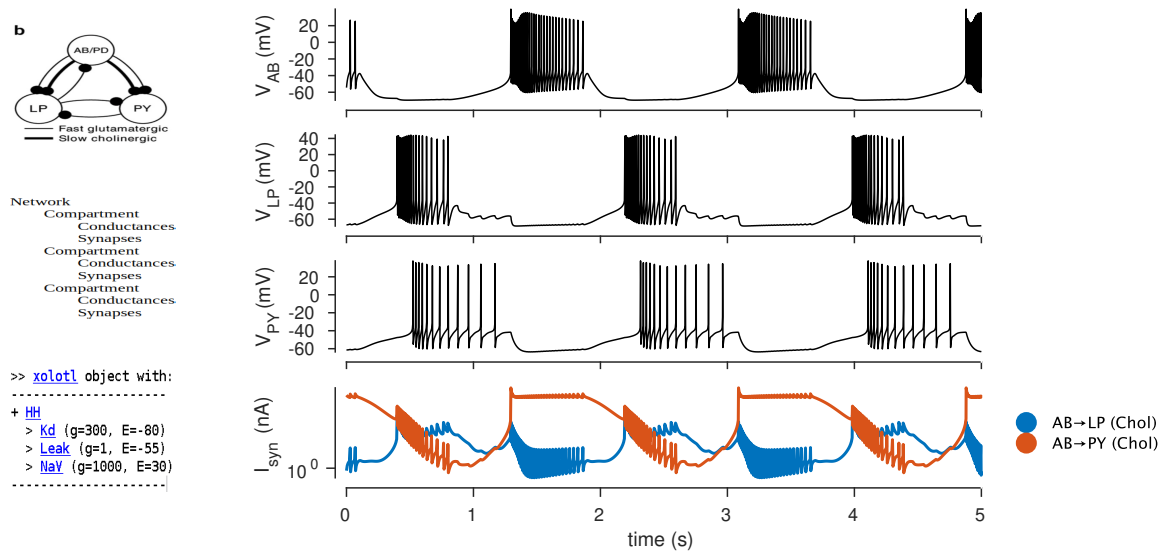 b
AB/PD
LP
PY
Fast glutamatergic
Slow cholinergic
Network
Compartment
Conductances
Synapses
Compartment
Conductances
Synapses
Compartment
Conductances
Synapses
>> xolotl object with:
---------------------
+ HH
> Kd (g=300, E=-80)
> Leak (g=1, E=-55)
> NaV (g=1000, E=30)
---------------------
V_AB (mV)
20
0
-20
-40
-60
V_LP (mV)
40
20
0
-20
-40
-60
V_PY (mV)
20
0
-20
-40
-60
I_syn (nA)
10^0
0
1
2
3
4
5
time (s)
AB→LP (Chol)
AB→PY (Chol)